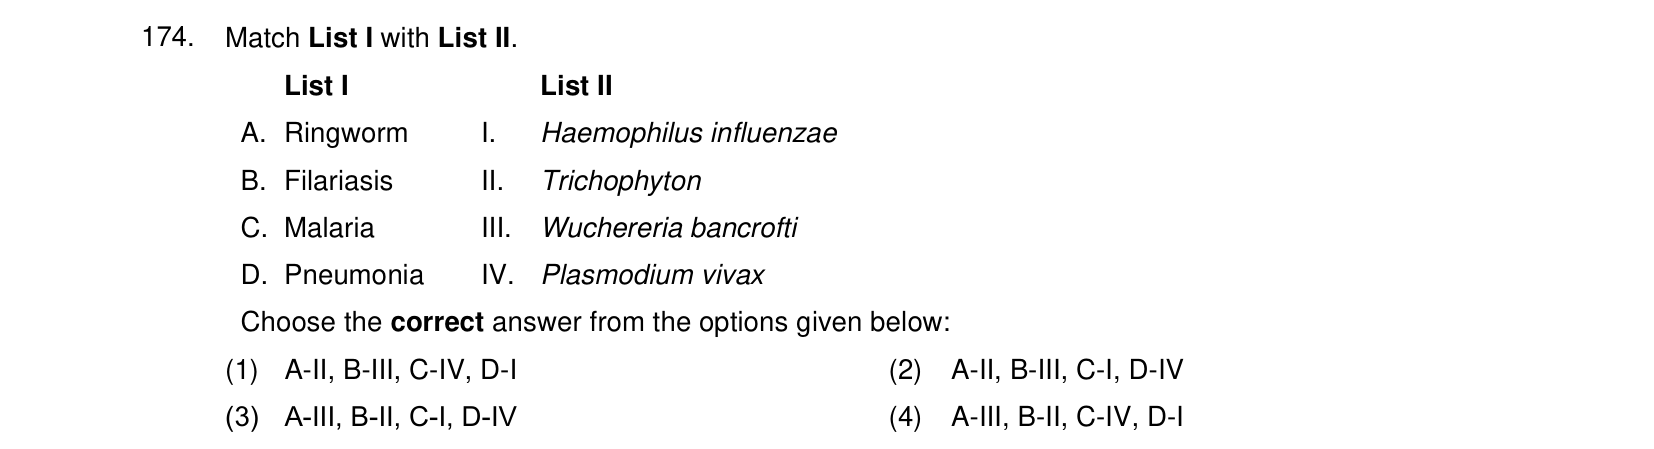 174. Match List I with List II.
List I List II
A. Ringworm I. Haemophilus influenzae
B. Filariasis II. Trichophyton
C. Malaria III. Wuchereria bancrofti
D. Pneumonia IV. Plasmodium vivax
Choose the correct answer from the options given below:
(1) A-II, B-III, C-IV, D-I (2) A-II, B-III, C-I, D-IV
(3) A-III, B-II, C-I, D-IV (4) A-III, B-II, C-IV, D-I